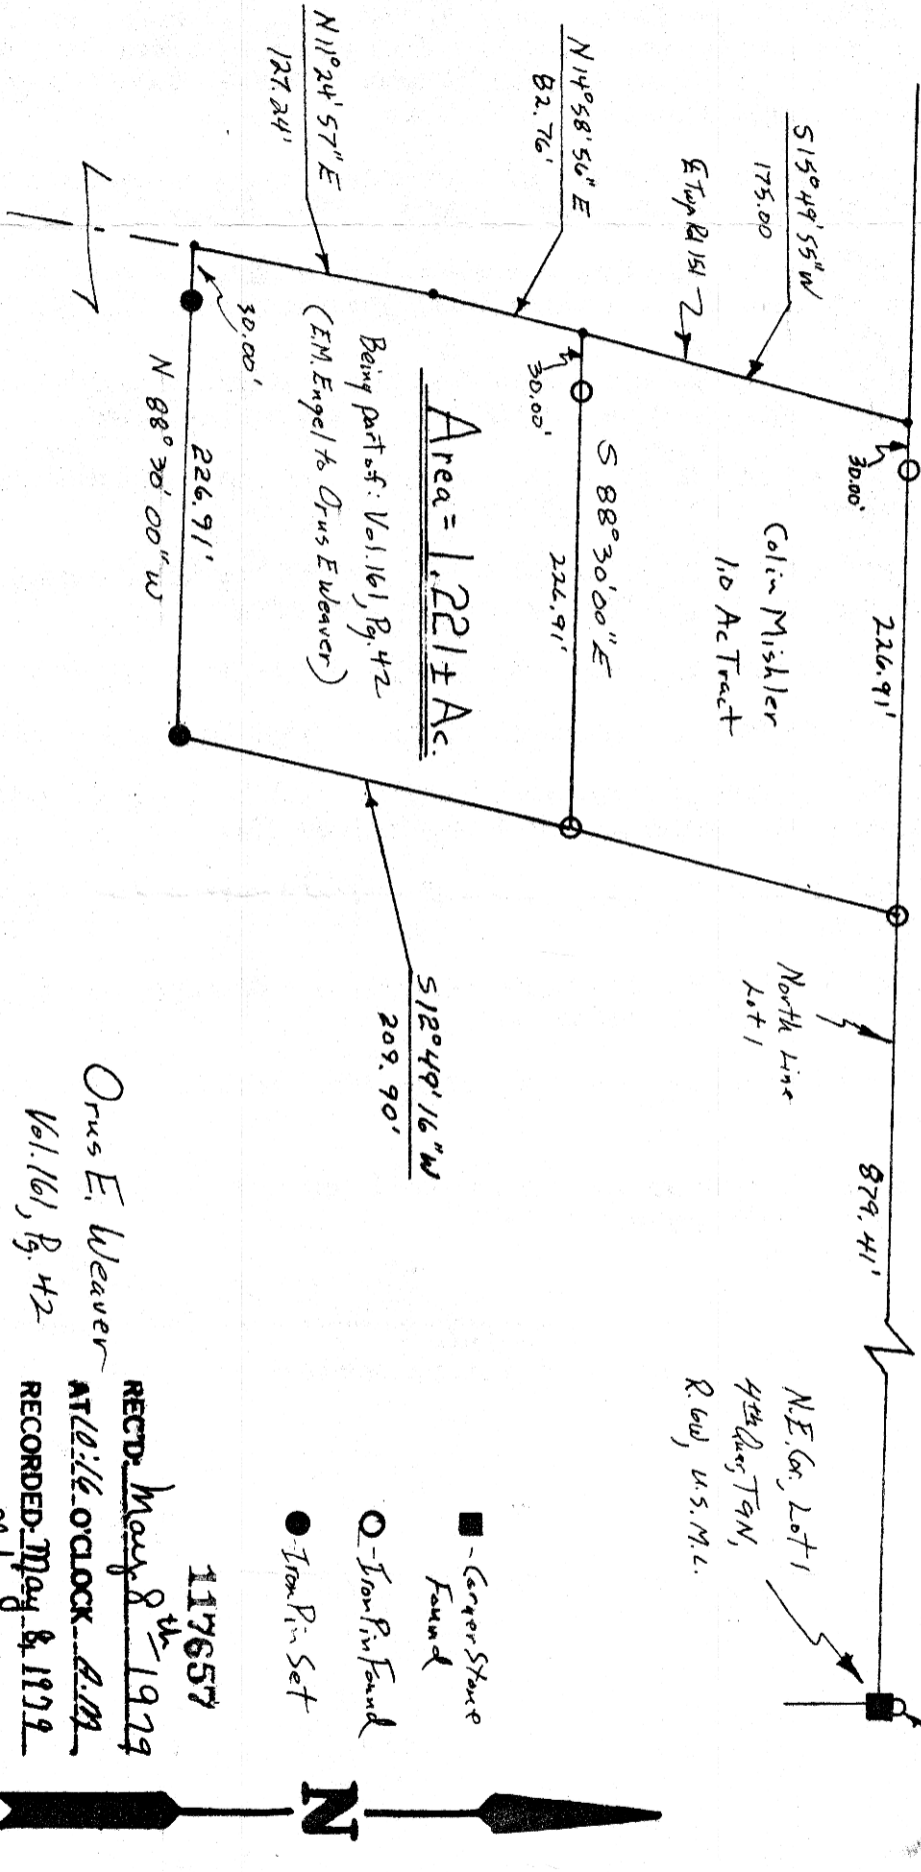 S 15° 49' 55" W
175.00
℄ Twp Rd 151
N 14° 58' 56" E
82.76'
N 11° 24' 57" E
127.24'
30.00'
226.91'
879.41'
Colin Mishler
1.0 Ac Tract
North Line
Lot 1
N.E. Cor, Lot 1
4th Quar, T9N,
R.6W, U.S.M.L.
30.00'
S 88° 30' 00" E
226.91'
Area = 1.221 ± Ac.
Being part of: Vol. 161, Pg. 42
(E.M. Engel to Orus E Weaver)
30.00'
226.91'
N 88° 30' 00" W
S 12° 49' 16" W
209.90'
- Corner Stone
Found
- Iron Pin Found
- Iron Pin Set
Orus E. Weaver
Vol. 161, Pg. 42
117657
REC'D. May 8th 1979
AT 10:16 O'CLOCK A.M
RECORDED May 8, 1979
N